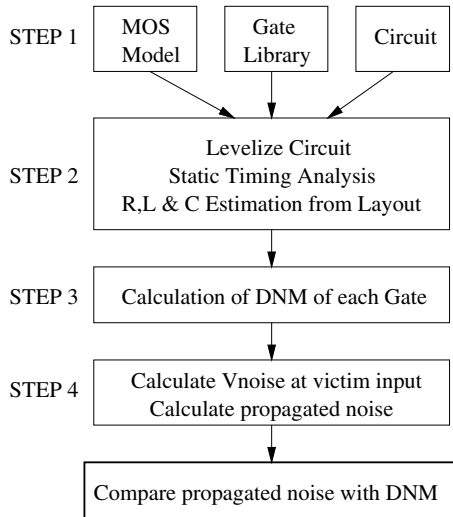 STEP 1
MOS
Model
Gate
Library
Circuit
STEP 2
Levelize Circuit
Static Timing Analysis
R,L & C Estimation from Layout
STEP 3
Calculation of DNM of each Gate
STEP 4
Calculate Vnoise at victim input
Calculate propagated noise
Compare propagated noise with DNM